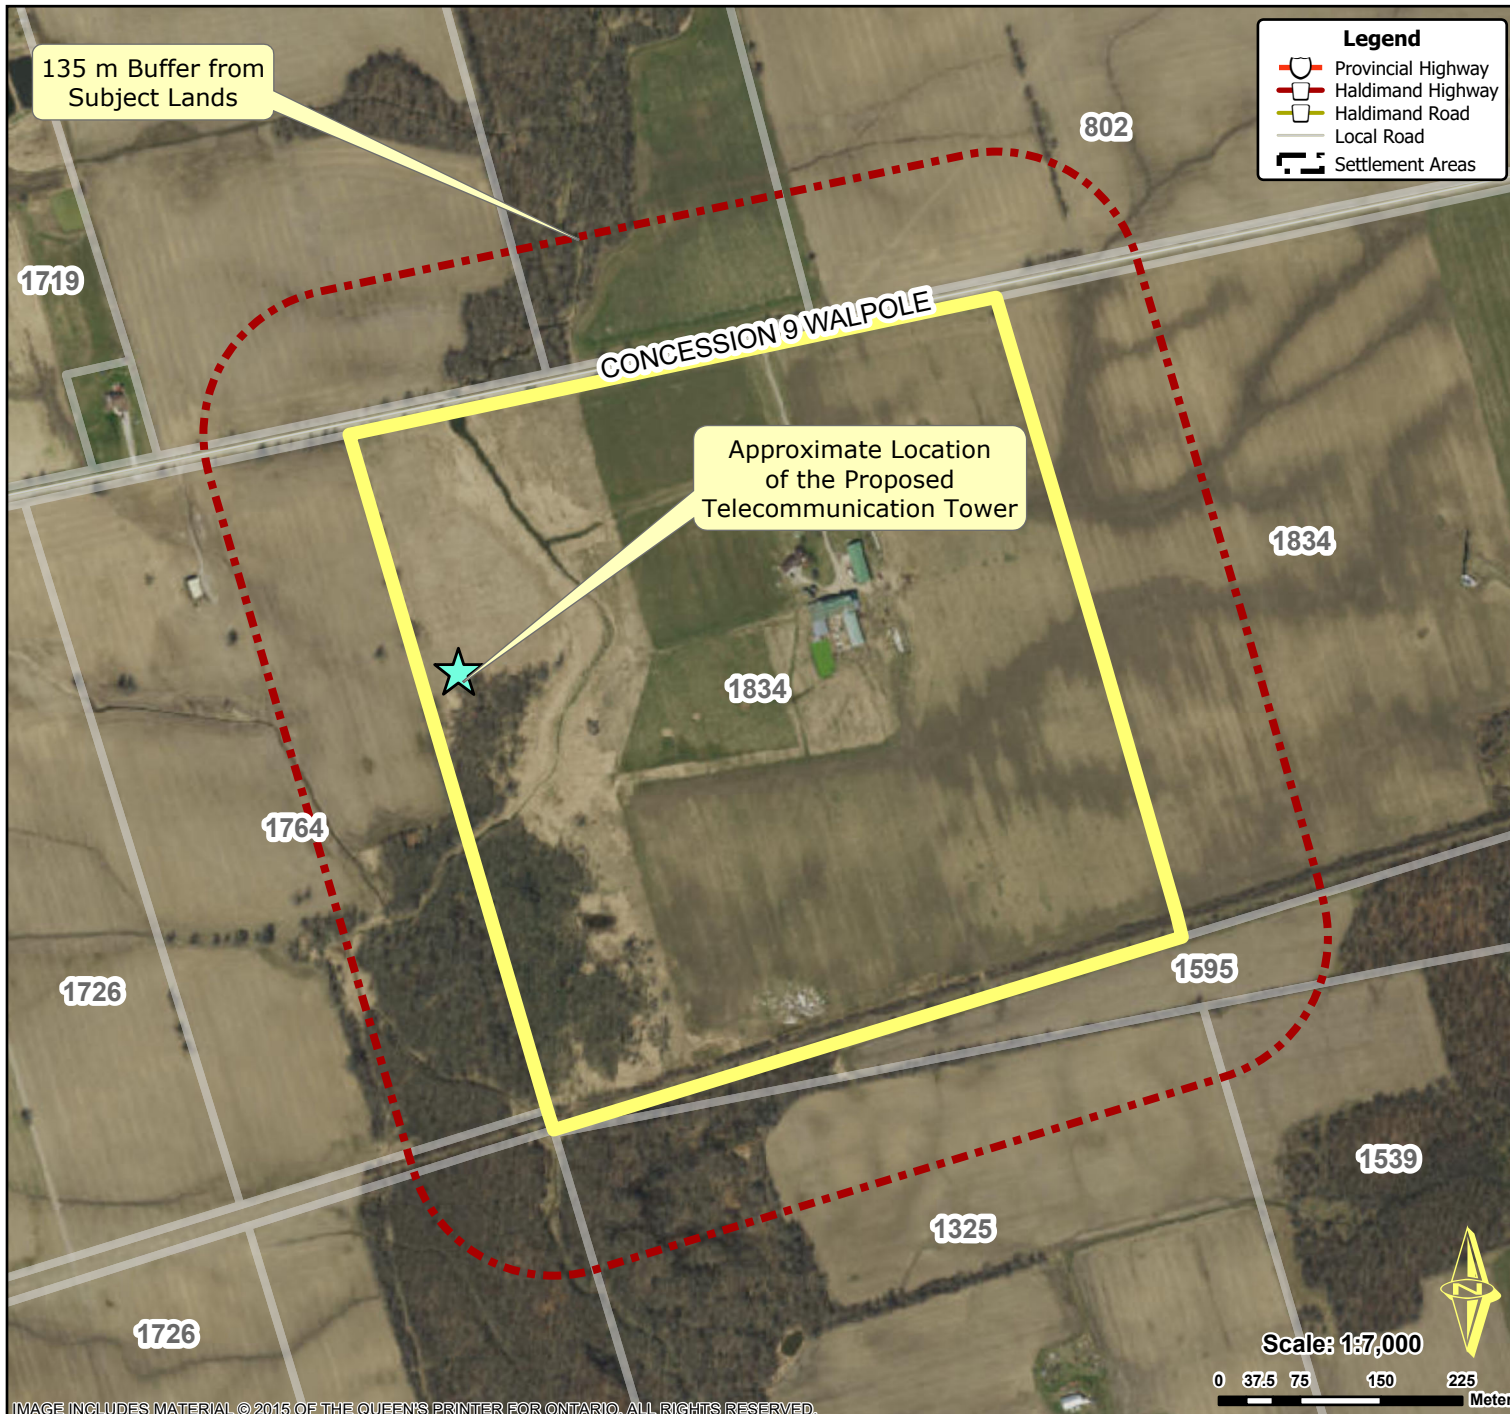 135 m Buffer from
Subject Lands
Legend
Provincial Highway
Haldimand Highway
Haldimand Road
Local Road
Settlement Areas
802
1719
CONCESSION 9 WALPOLE
Approximate Location
of the Proposed
Telecommunication Tower
1834
1834
1764
1595
1726
1539
1325
1726
N
Scale: 1:7,000
0 37.5 75 150 225
Meter
IMAGE INCLUDES MATERIAL © 2015 OF THE QUEEN'S PRINTER FOR ONTARIO. ALL RIGHTS RESERVED.